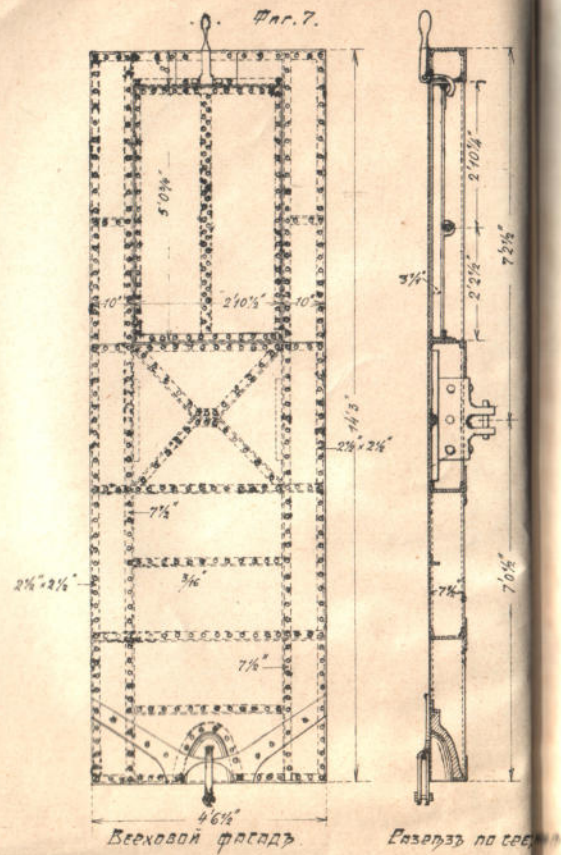 Фиг. 7.
8"
5' 0¾"
2' 10¼"
7' 2½"
3⅛"
2' 2½"
10" 2' 10½" 10"
14' 3"
2½" × 2½"
7½"
2½" × 2½"
3/16"
7½"
7' 0½"
7½"
4' 6½"
Верховой фасадъ.
Разрѣзъ по